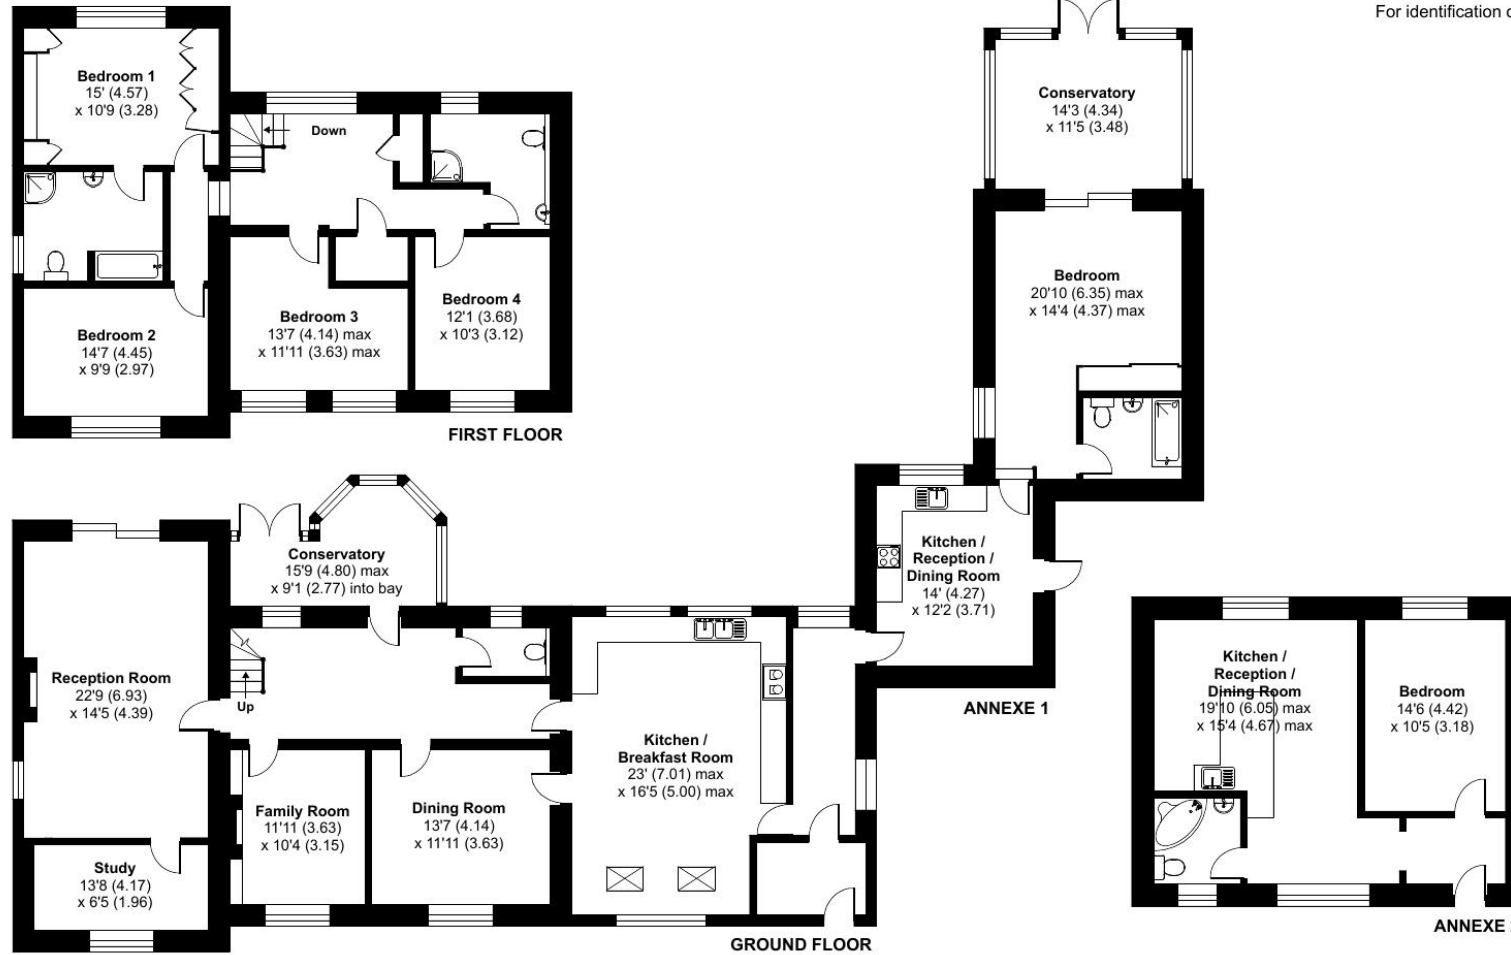 For identification o
Bedroom 1
15' (4.57)
x 10'9 (3.28)
Down
Bedroom 2
14'7 (4.45)
x 9'9 (2.97)
Bedroom 3
13'7 (4.14) max
x 11'11 (3.63) max
Bedroom 4
12'1 (3.68)
x 10'3 (3.12)
FIRST FLOOR
Conservatory
14'3 (4.34)
x 11'5 (3.48)
Bedroom
20'10 (6.35) max
x 14'4 (4.37) max
Kitchen /
Reception /
Dining Room
14' (4.27)
x 12'2 (3.71)
ANNEXE 1
Conservatory
15'9 (4.80) max
x 9'1 (2.77) into bay
Reception Room
22'9 (6.93)
x 14'5 (4.39)
Up
Study
13'8 (4.17)
x 6'5 (1.96)
Family Room
11'11 (3.63)
x 10'4 (3.15)
Dining Room
13'7 (4.14)
x 11'11 (3.63)
Kitchen /
Breakfast Room
23' (7.01) max
x 16'5 (5.00) max
GROUND FLOOR
Kitchen /
Reception /
Dining Room
19'10 (6.05) max
x 15'4 (4.67) max
Bedroom
14'6 (4.42)
x 10'5 (3.18)
ANNEXE